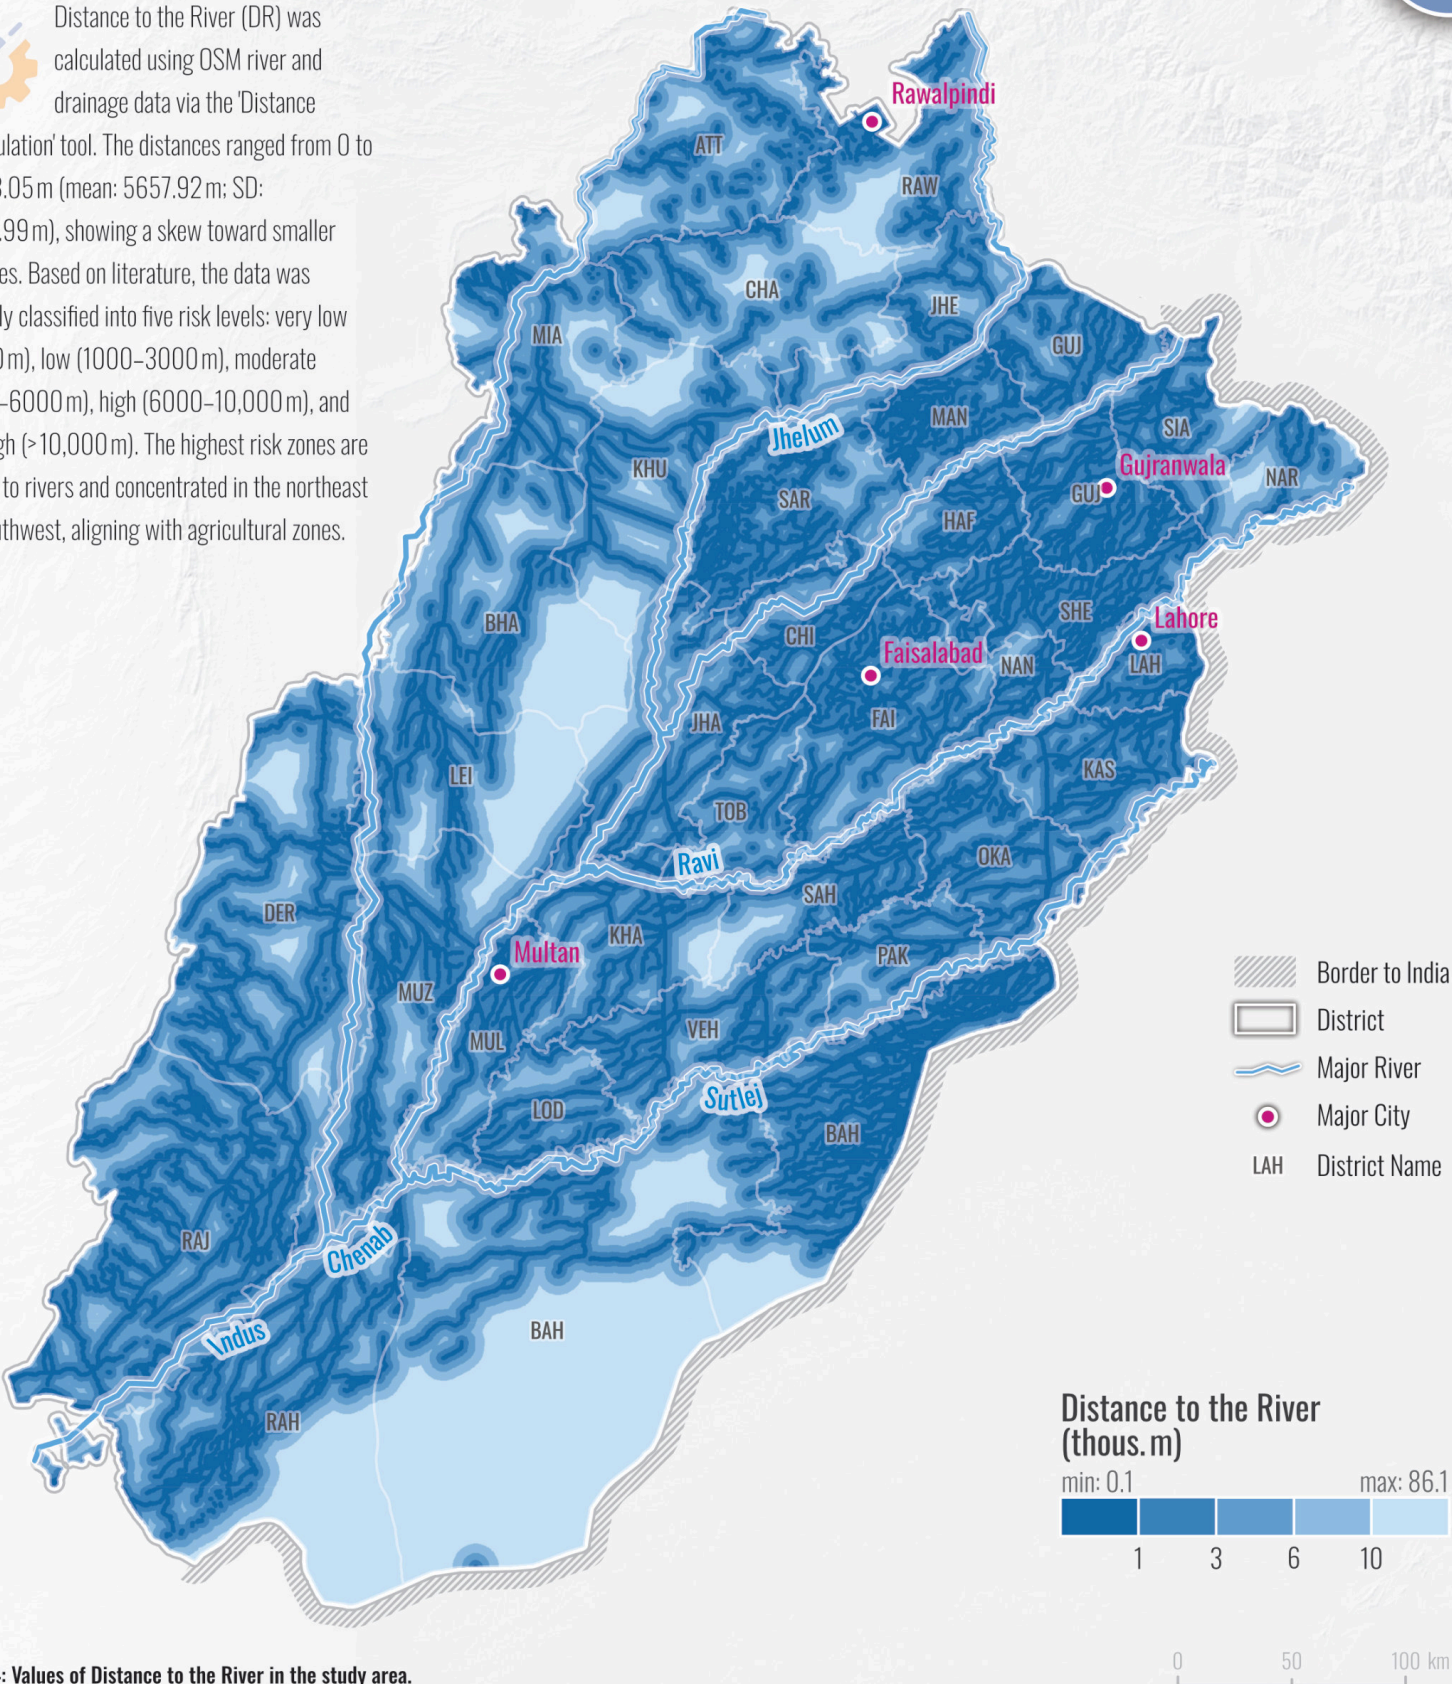 Distance to the River (DR) was
calculated using OSM river and
drainage data via the 'Distance
ulation' tool. The distances ranged from 0 to
.05 m (mean: 5657.92 m; SD:
.99 m), showing a skew toward smaller
es. Based on literature, the data was
ly classified into five risk levels: very low
0 m), low (1000–3000 m), moderate
–6000 m), high (6000–10,000 m), and
gh (>10,000 m). The highest risk zones are
to rivers and concentrated in the northeast
uthwest, aligning with agricultural zones.
Rawalpindi
ATT
RAW
CHA
JHE
MIA
GUJ
MAN
SIA
Jhelum
Gujranwala
KHU
NAR
GUJ
SAR
HAF
SHE
Lahore
BHA
CHI
Faisalabad
NAN
LAH
JHA
FAI
KAS
LEI
TOB
Ravi
OKA
SAH
DER
KHA
Multan
PAK
MUZ
VEH
MUL
Sutlej
LOD
BAH
RAJ
Chenab
BAH
Indus
RAH
Border to India
District
Major River
Major City
LAH District Name
Distance to the River
(thous. m)
min: 0.1 max: 86.1
1 3 6 10
0 50 100 km
: Values of Distance to the River in the study area.